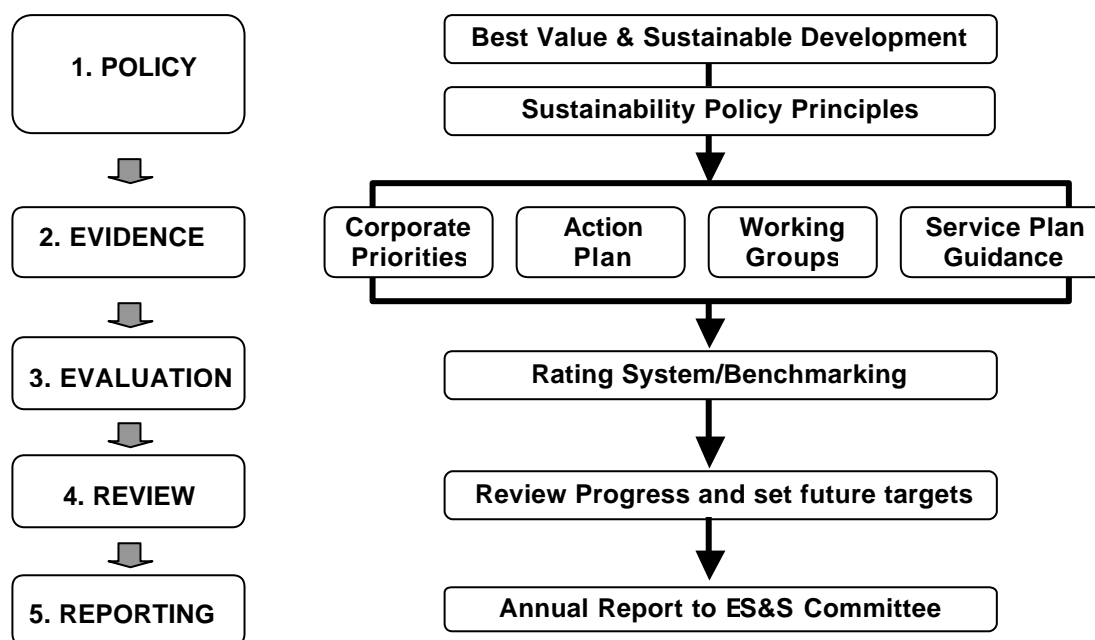 1. POLICY
Best Value & Sustainable Development
Sustainability Policy Principles
2. EVIDENCE
Corporate
Priorities
Action
Plan
Working
Groups
Service Plan
Guidance
3. EVALUATION
Rating System/Benchmarking
4. REVIEW
Review Progress and set future targets
5. REPORTING
Annual Report to ES&S Committee